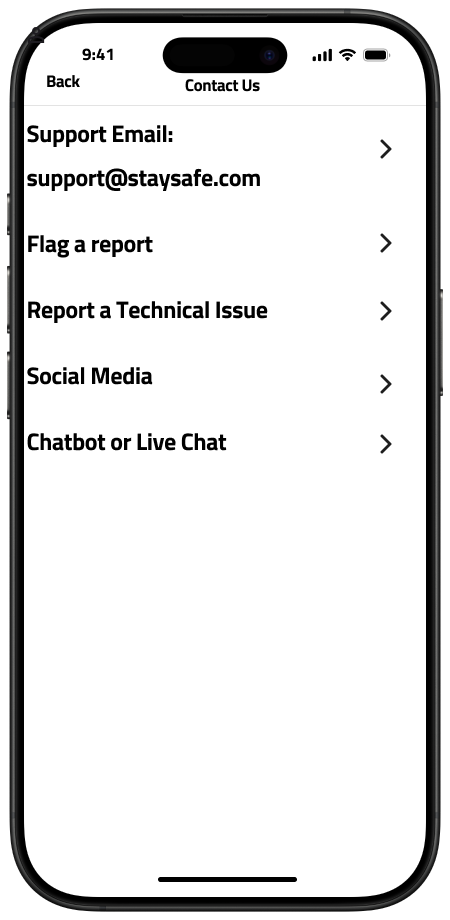 9:41
Back
Contact Us
Support Email:
support@staysafe.com
Flag a report
Report a Technical Issue
Social Media
Chatbot or Live Chat